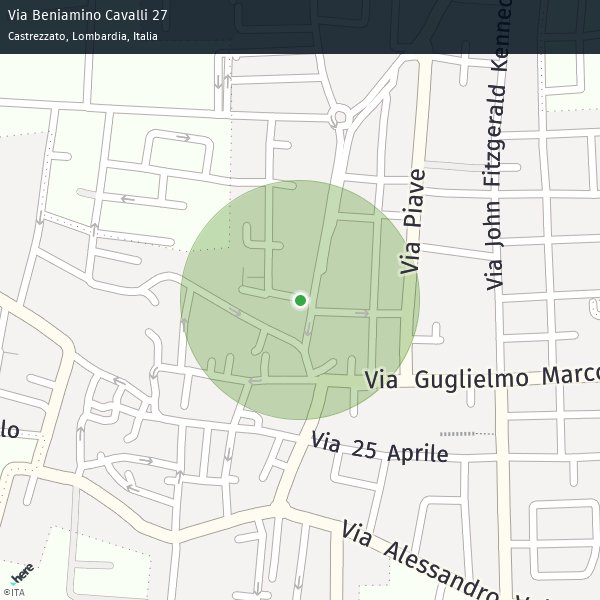 Via Beniamino Cavalli 27
Castrezzato, Lombardia, Italia
Via John Fitzgerald Kenned
Via Piave
Via Guglielmo Marco
lo
Via 25 Aprile
Via Alessandro
here
©ITA